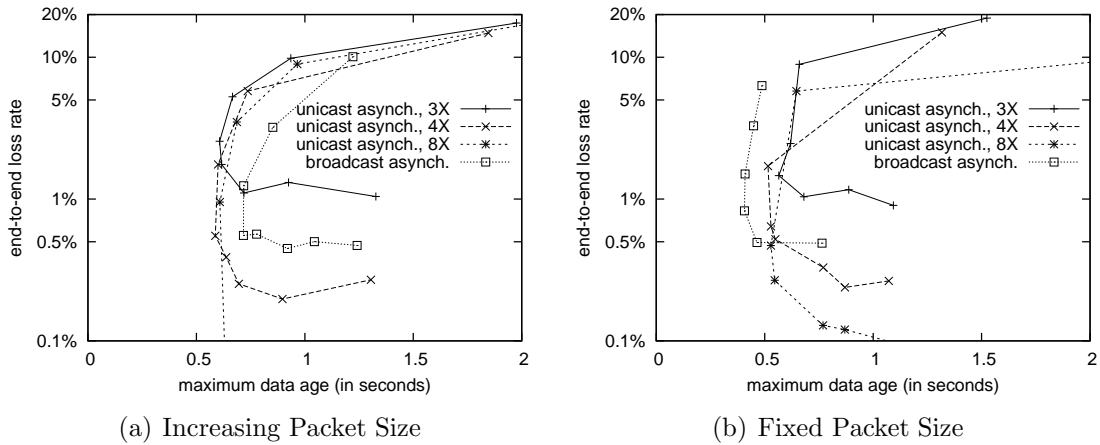 20%
10%
5%
1%
0.5%
0.1%
end-to-end loss rate
unicast asynch., 3X
unicast asynch., 4X
unicast asynch., 8X
broadcast asynch.
0 0.5 1 1.5 2
maximum data age (in seconds)
(a) Increasing Packet Size
20%
10%
5%
1%
0.5%
0.1%
end-to-end loss rate
unicast asynch., 3X
unicast asynch., 4X
unicast asynch., 8X
broadcast asynch.
0 0.5 1 1.5 2
maximum data age (in seconds)
(b) Fixed Packet Size